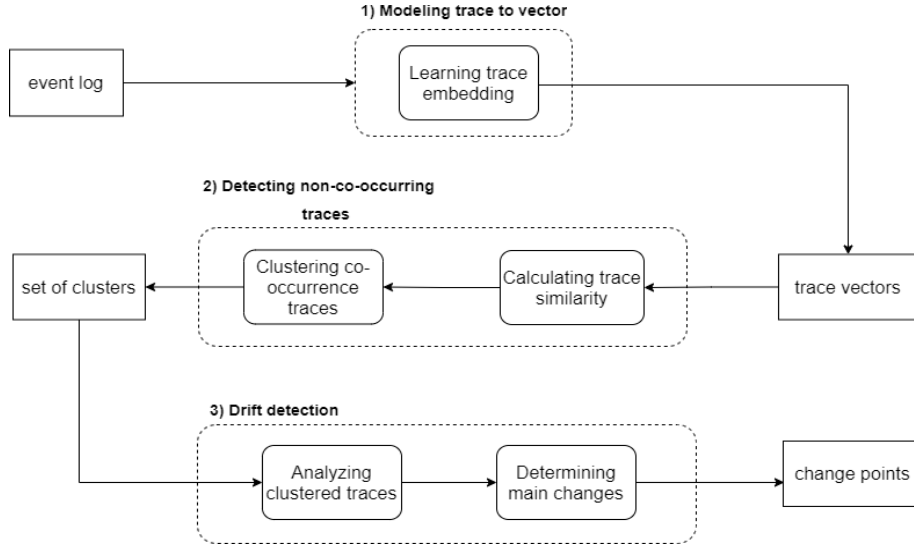 1) Modeling trace to vector
event log
Learning trace
embedding
2) Detecting non-co-occurring
traces
set of clusters
Clustering co-
occurrence
traces
Calculating trace
similarity
trace vectors
3) Drift detection
Analyzing
clustered traces
Determining
main changes
change points